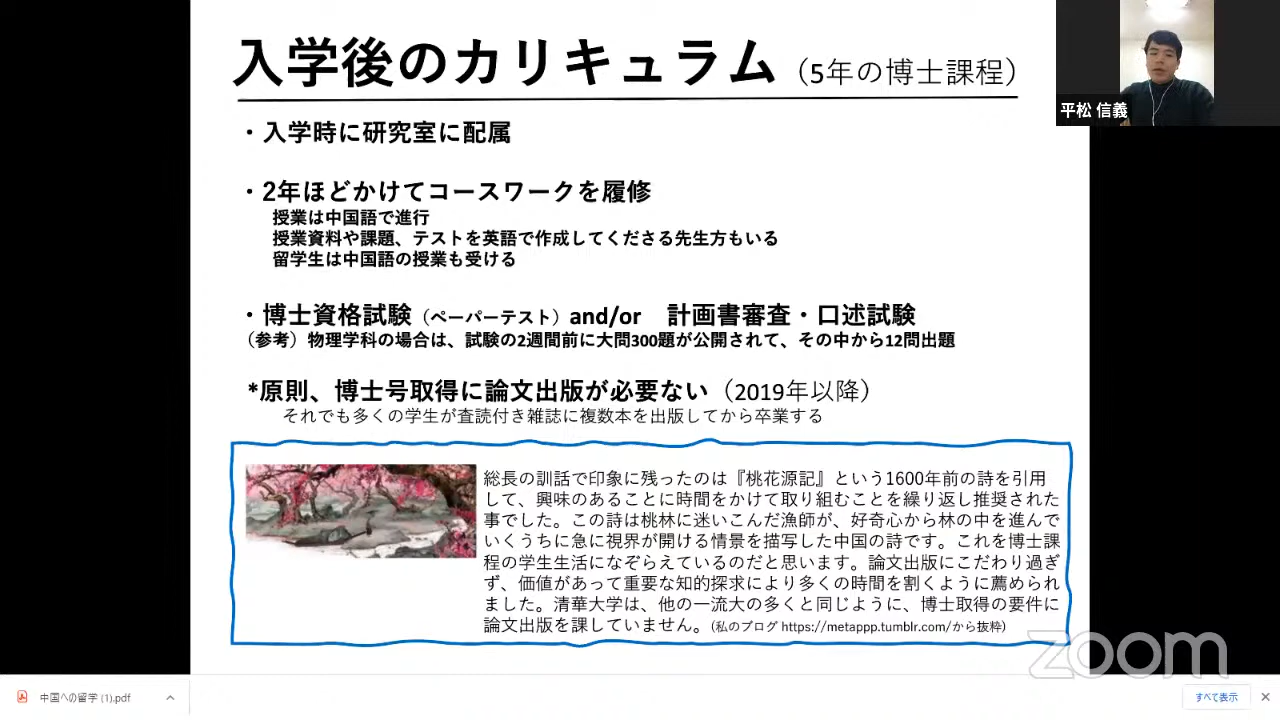 入学後のカリキュラム（5年の博士課程）
平松 信義
・入学時に研究室に配属
・2年ほどかけてコースワークを履修
授業は中国語で進行
授業資料や課題、テストを英語で作成してくださる先生方もいる
留学生は中国語の授業も受ける
・博士資格試験（ペーパーテスト）and/or　計画書審査・口述試験
（参考）物理学科の場合は、試験の2週間前に大問300題が公開されて、その中から12問出題
*原則、博士号取得に論文出版が必要ない（2019年以降）
それでも多くの学生が査読付き雑誌に複数本を出版してから卒業する
総長の訓話で印象に残ったのは『桃花源記』という1600年前の詩を引用
して、興味のあることに時間をかけて取り組むことを繰り返し推奨された
事でした。この詩は桃林に迷いこんだ漁師が、好奇心から林の中を進んで
いくうちに急に視界が開ける情景を描写した中国の詩です。これを博士課
程の学生生活になぞらえているのだと思います。論文出版にこだわり過ぎ
ず、価値があって重要な知的探求により多くの時間を割くように薦められ
ました。清華大学は、他の一流大の多くと同じように、博士取得の要件に
論文出版を課していません。(私のブログ https://metappp.tumblr.com/から抜粋)
zoom
中国への留学 (1).pdf
すべて表示